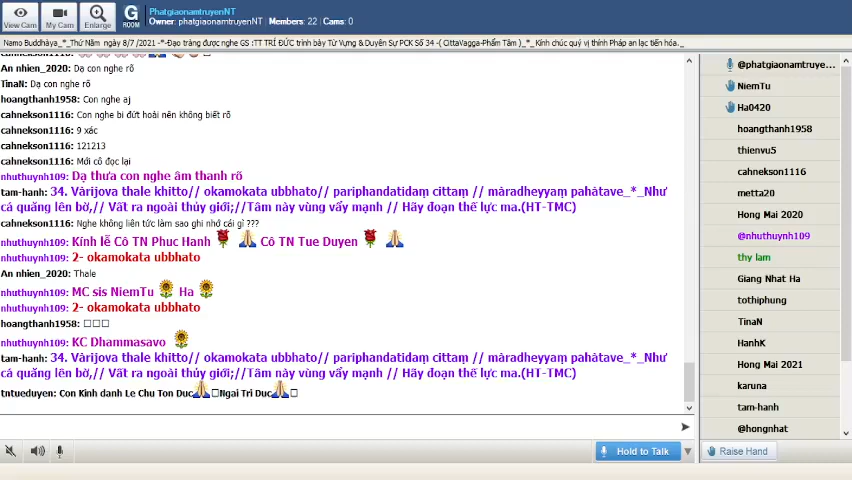 View Cam
My Cam
Enlarge
G
ROOM
PhatgiaonamtruyenNT
Owner: phatgiaonamtruyenNT | Members: 22 | Cams: 0
Namo Buddhàya_*_Thứ Năm ngày 8/7 /2021 -*-Đạo tràng được nghe GS :TT TRÍ ĐỨC trình bày Từ Vựng & Duyên Sự PCK Số 34 -( CittaVagga-Phẩm Tâm )_*_Kính chúc quý vị thính Pháp an lạc tiến hóa._
An nhien_2020: Dạ con nghe rõ
TinaN: Dạ con nghe rõ
hoangthanh1958: Con nghe aj
cahnekson1116: Con nghe bi đứt hoài nên không biết rõ
cahnekson1116: 9 xác
cahnekson1116: 121213
cahnekson1116: Mới cô đọc lại
nhuthuynh109: Dạ thưa con nghe âm thanh rõ
tam-hanh: 34. Vàrijova thale khitto// okamokata ubbhato// pariphandatidaṃ cittaṃ // màradheyyaṃ pahàtave_*_Như
cá quăng lên bờ,// Vất ra ngoài thủy giới;//Tâm này vùng vẫy mạnh // Hãy đoạn thế lực ma.(HT-TMC)
cahnekson1116: Nghe không liên tức làm sao ghi nhớ cái gì ???
nhuthuynh109: Kính lễ Cô TN Phuc Hanh Cô TN Tue Duyen
nhuthuynh109: 2- okamokata ubbhato
An nhien_2020: Thale
nhuthuynh109: MC sis NiemTu Ha
nhuthuynh109: 2- okamokata ubbhato
hoangthanh1958:
nhuthuynh109: KC Dhammasavo
tam-hanh: 34. Vàrijova thale khitto// okamokata ubbhato// pariphandatidaṃ cittaṃ // màradheyyaṃ pahàtave_*_Như
cá quăng lên bờ,// Vất ra ngoài thủy giới;//Tâm này vùng vẫy mạnh // Hãy đoạn thế lực ma.(HT-TMC)
tntueduyen: Con Kinh danh Le Chu Ton Duc Ngai Tri Duc
@phatgiaonamtruye...
NiemTu
Ha0420
hoangthanh1958
thienvu5
cahnekson1116
metta20
Hong Mai 2020
@nhuthuynh109
thy lam
Giang Nhat Ha
tothiphung
TinaN
HanhK
Hong Mai 2021
karuna
tam-hanh
@hongnhat
Hold to Talk
Raise Hand